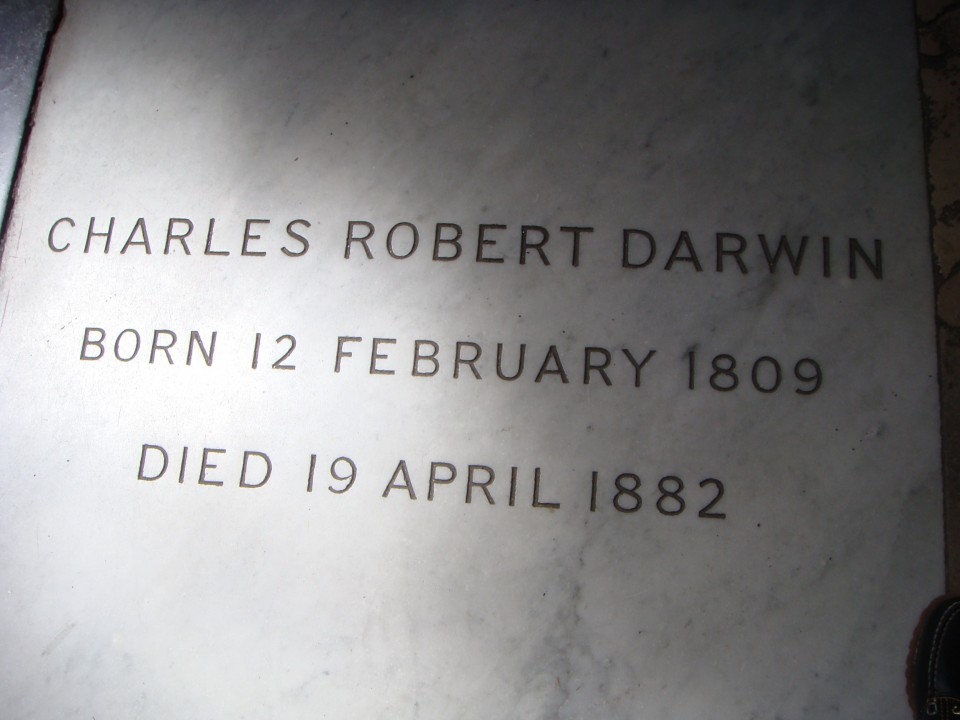 CHARLES ROBERT DARWIN
BORN 12 FEBRUARY 1809
DIED 19 APRIL 1882